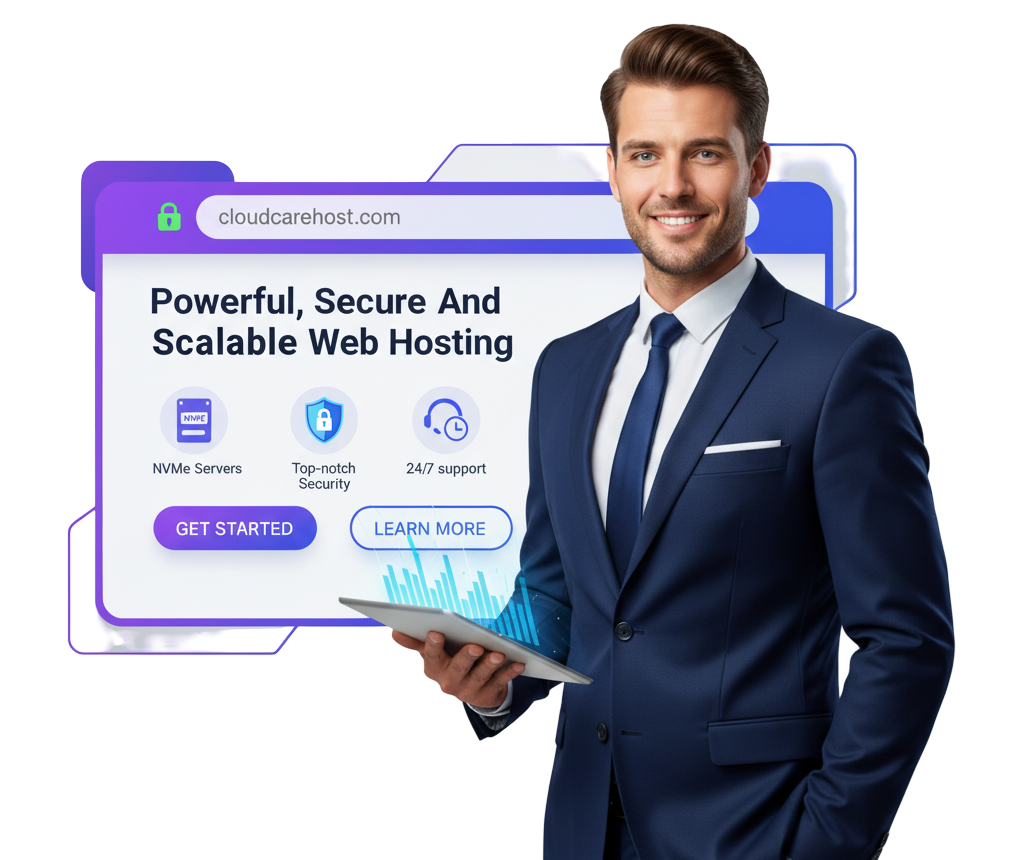 cloudcarehost.com
Powerful, Secure And
Scalable Web Hosting
NVMe Servers
Top-notch
Security
24/7 support
GET STARTED
LEARN MORE